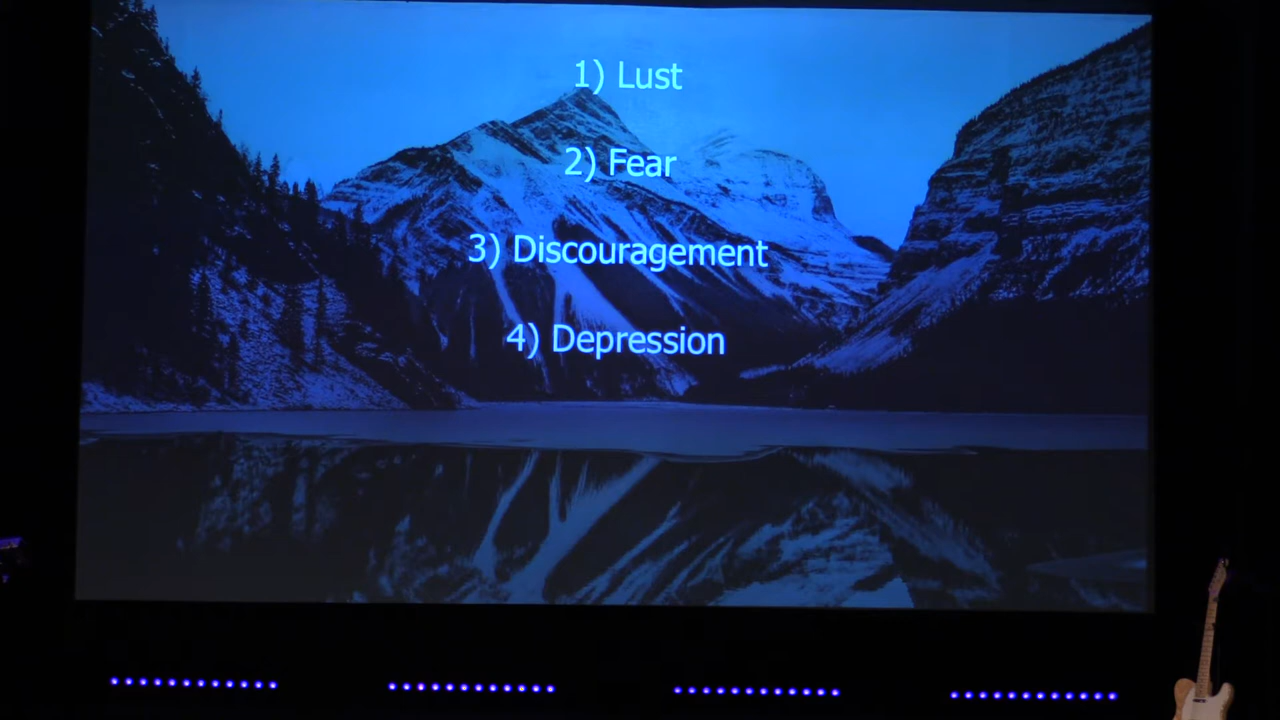 1) Lust
2) Fear
3) Discouragement
4) Depression